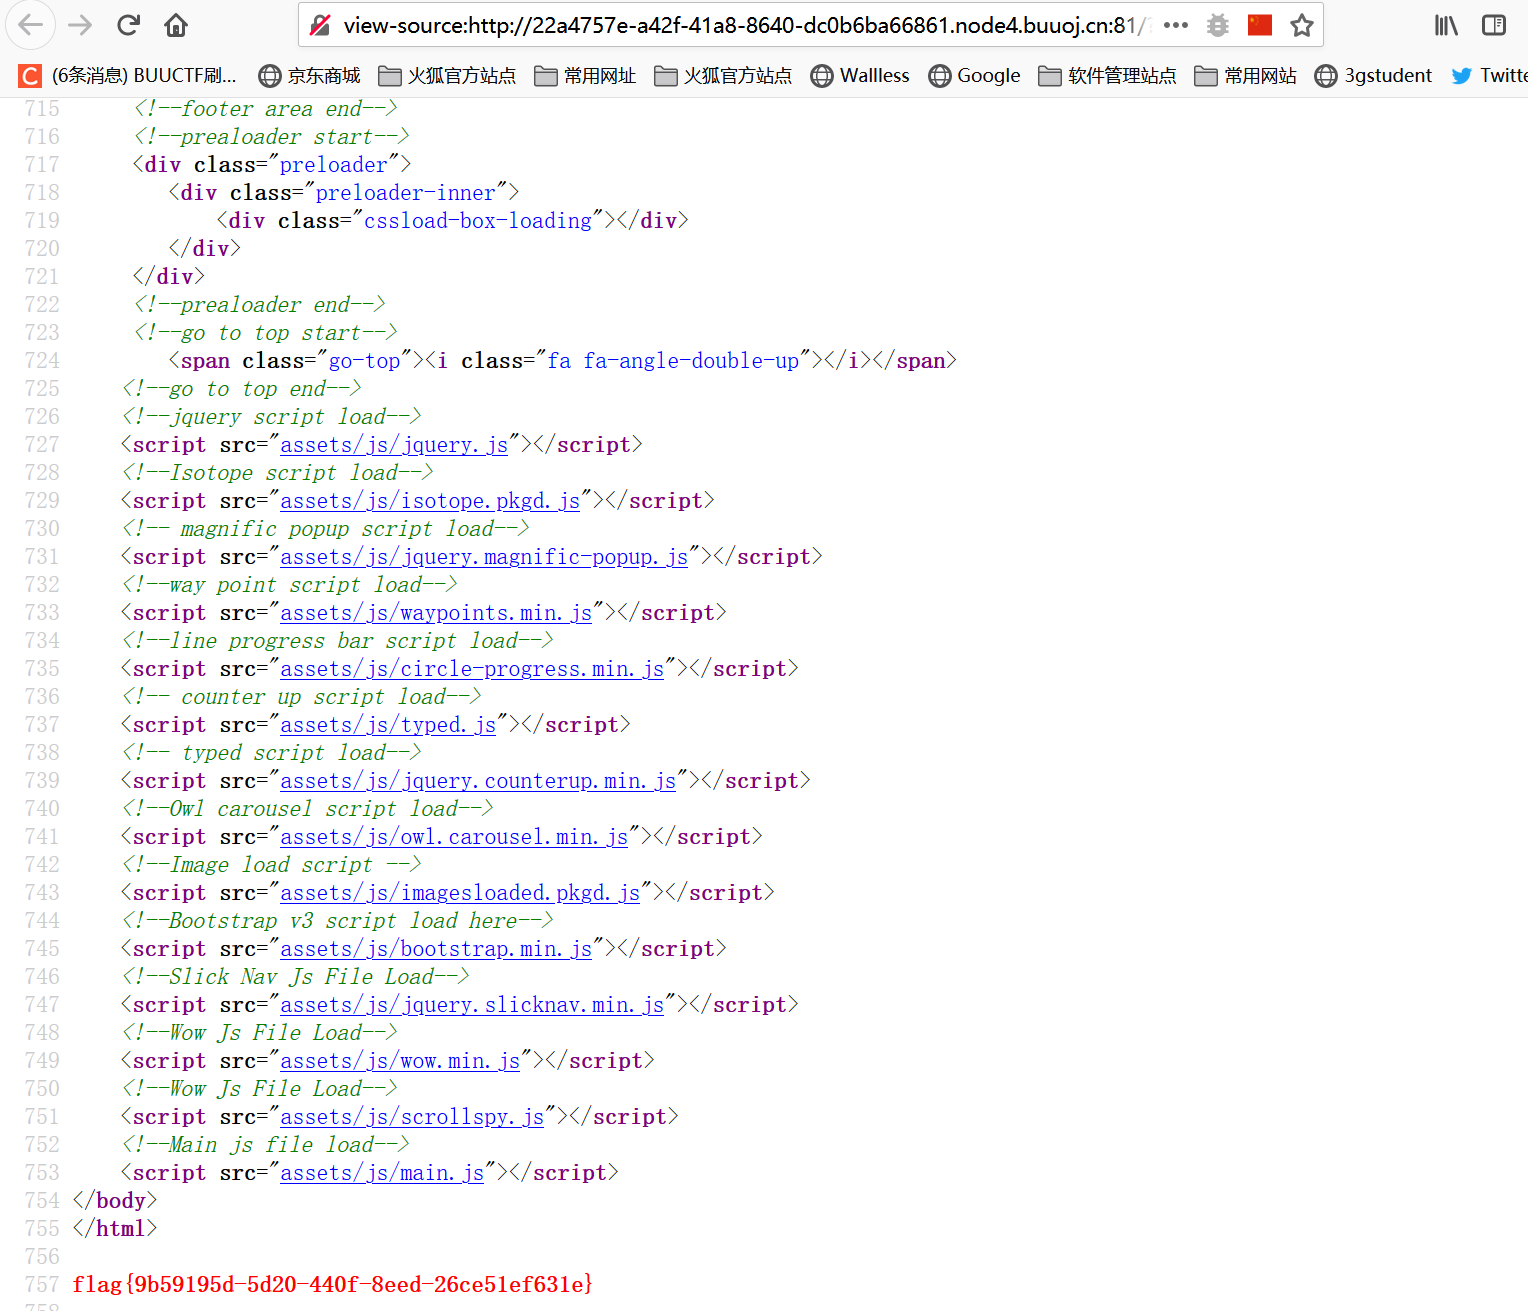 view-source:http://22a4757e-a42f-41a8-8640-dc0b6ba66861.node4.buuoj.cn:81/
(6条消息) BUUCTF刷... 京东商城 火狐官方站点 常用网址 火狐官方站点 Wallless Google 软件管理站点 常用网站 3gstudent Twitte
715 <!--footer area end-->
716 <!--prealoader start-->
717 <div class="preloader">
718 <div class="preloader-inner">
719 <div class="cssload-box-loading"></div>
720 </div>
721 </div>
722 <!--prealoader end-->
723 <!--go to top start-->
724 <span class="go-top"><i class="fa fa-angle-double-up"></i></span>
725 <!--go to top end-->
726 <!--jquery script load-->
727 <script src="assets/js/jquery.js"></script>
728 <!--Isotope script load-->
729 <script src="assets/js/isotope.pkgd.js"></script>
730 <!-- magnific popup script load-->
731 <script src="assets/js/jquery.magnific-popup.js"></script>
732 <!--way point script load-->
733 <script src="assets/js/waypoints.min.js"></script>
734 <!--line progress bar script load-->
735 <script src="assets/js/circle-progress.min.js"></script>
736 <!-- counter up script load-->
737 <script src="assets/js/typed.js"></script>
738 <!-- typed script load-->
739 <script src="assets/js/jquery.counterup.min.js"></script>
740 <!--Owl carousel script load-->
741 <script src="assets/js/owl.carousel.min.js"></script>
742 <!--Image load script -->
743 <script src="assets/js/imagesloaded.pkgd.js"></script>
744 <!--Bootstrap v3 script load here-->
745 <script src="assets/js/bootstrap.min.js"></script>
746 <!--Slick Nav Js File Load-->
747 <script src="assets/js/jquery.slicknav.min.js"></script>
748 <!--Wow Js File Load-->
749 <script src="assets/js/wow.min.js"></script>
750 <!--Wow Js File Load-->
751 <script src="assets/js/scrollspy.js"></script>
752 <!--Main js file load-->
753 <script src="assets/js/main.js"></script>
754 </body>
755 </html>
756
757 flag{9b59195d-5d20-440f-8eed-26ce51ef631e}